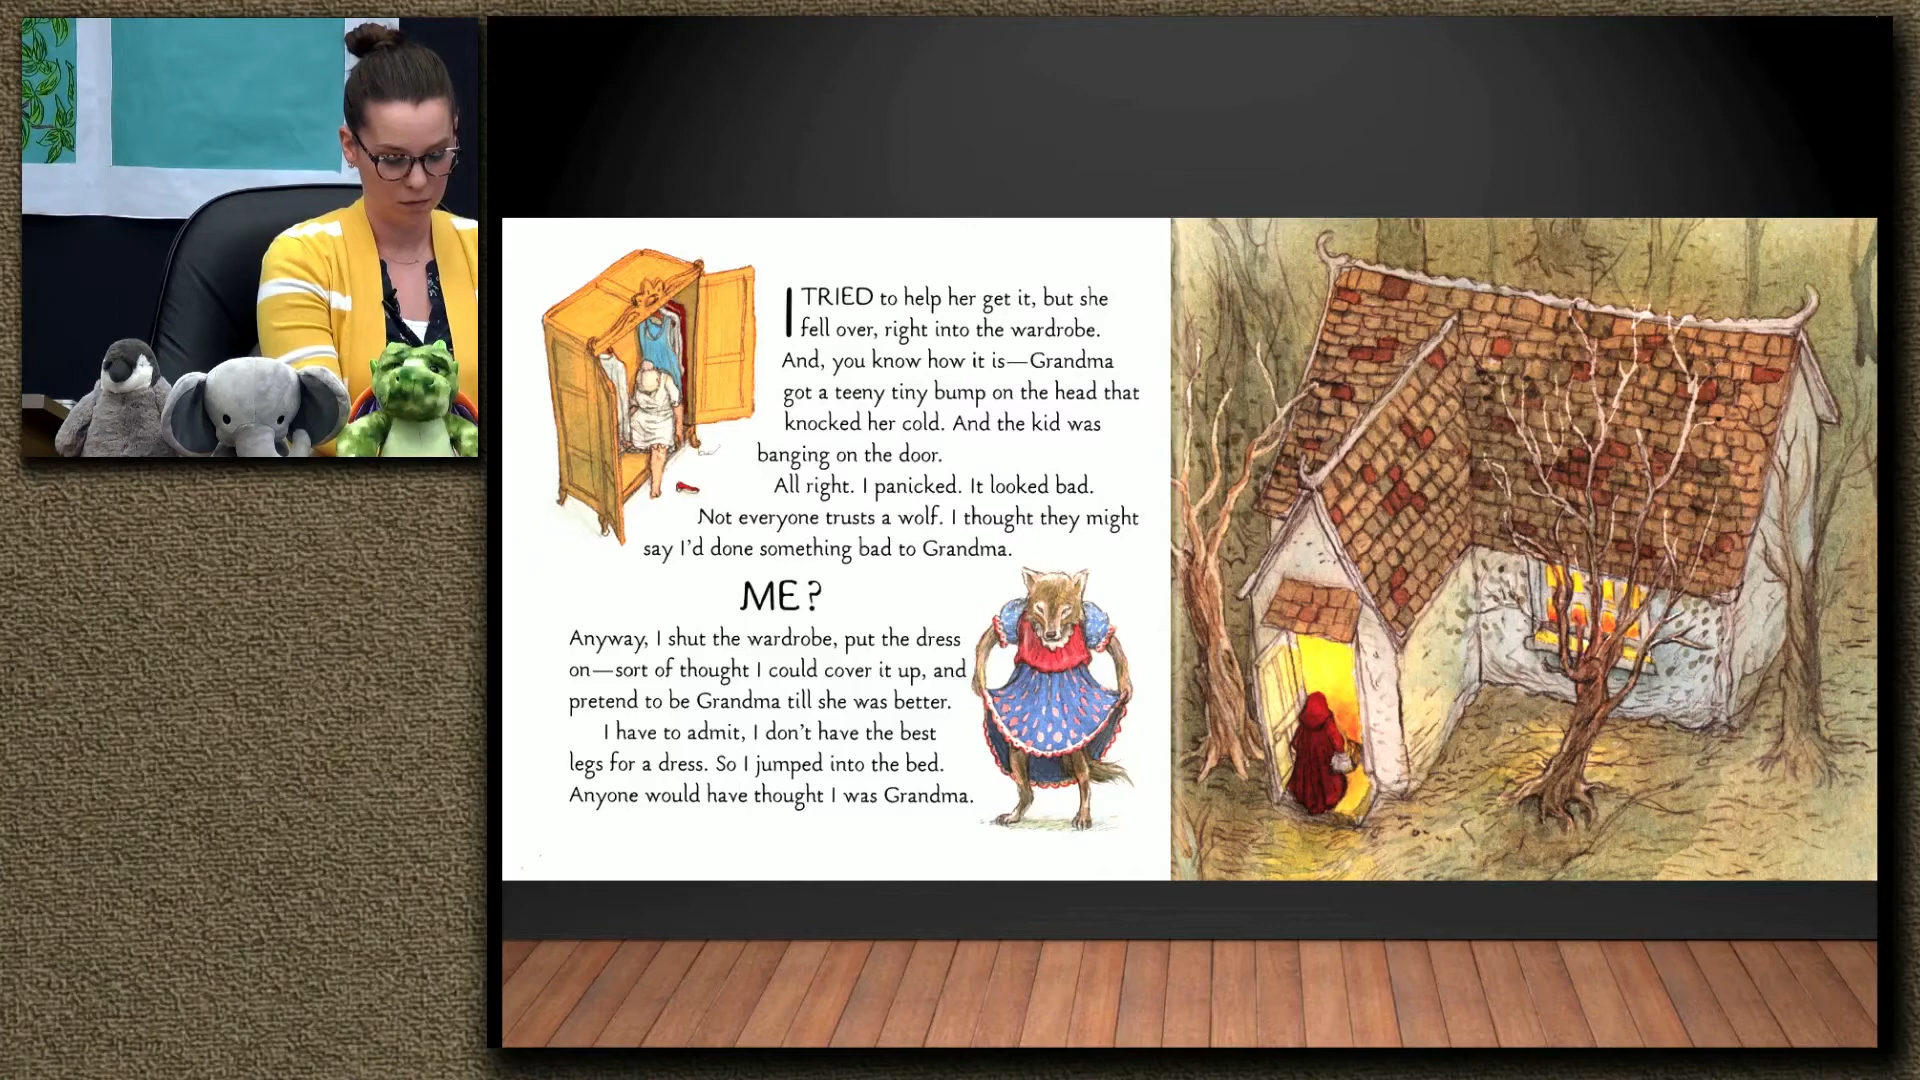 I TRIED to help her get it, but she
fell over, right into the wardrobe.
And, you know how it is—Grandma
got a teeny tiny bump on the head that
knocked her cold. And the kid was
banging on the door.
All right. I panicked. It looked bad.
Not everyone trusts a wolf. I thought they might
say I'd done something bad to Grandma.
ME?
Anyway, I shut the wardrobe, put the dress
on—sort of thought I could cover it up, and
pretend to be Grandma till she was better.
I have to admit, I don't have the best
legs for a dress. So I jumped into the bed.
Anyone would have thought I was Grandma.